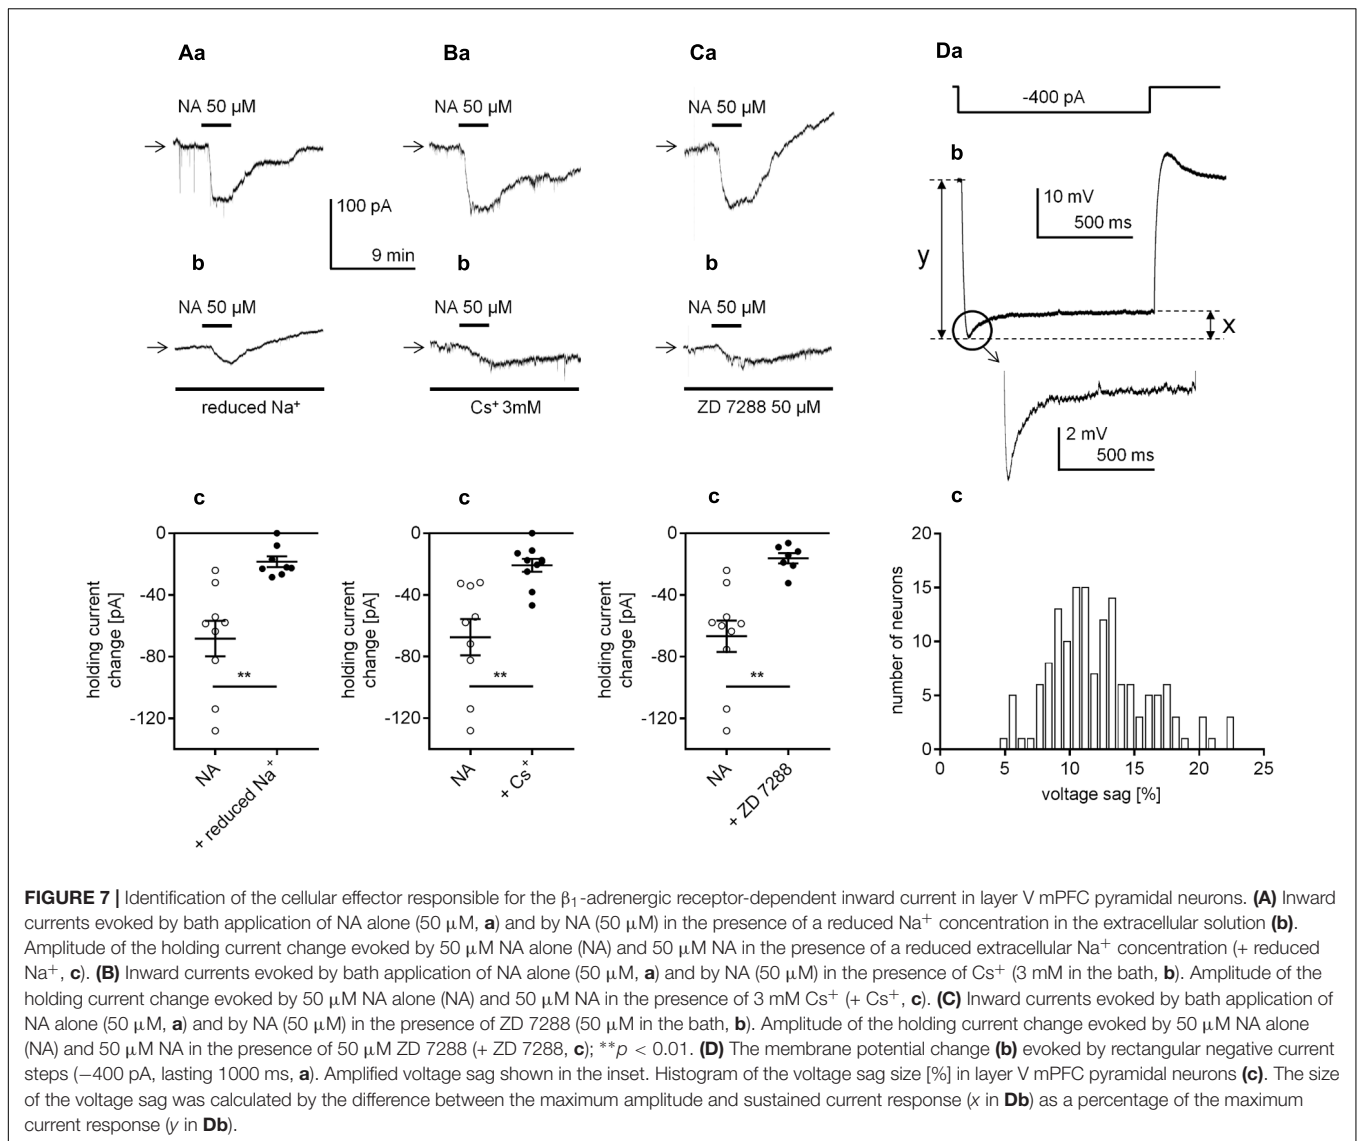 Aa
Ba
Ca
Da
NA 50 µM
NA 50 µM
NA 50 µM
-400 pA
b
100 pA
9 min
10 mV
500 ms
y
x
b
b
b
NA 50 µM
NA 50 µM
NA 50 µM
reduced Na⁺
Cs⁺ 3mM
ZD 7288 50 µM
2 mV
500 ms
c
c
c
c
0
-40
-80
-120
holding current
change [pA]
**
NA
+ reduced Na⁺
0
-40
-80
-120
holding current
change [pA]
**
NA
+ Cs⁺
0
-40
-80
-120
holding current
change [pA]
**
NA
+ ZD 7288
20
15
10
5
0
number of neurons
0 5 10 15 20 25
voltage sag [%]
FIGURE 7 | Identification of the cellular effector responsible for the β₁-adrenergic receptor-dependent inward current in layer V mPFC pyramidal neurons. (A) Inward
currents evoked by bath application of NA alone (50 µM, a) and by NA (50 µM) in the presence of a reduced Na⁺ concentration in the extracellular solution (b).
Amplitude of the holding current change evoked by 50 µM NA alone (NA) and 50 µM NA in the presence of a reduced extracellular Na⁺ concentration (+ reduced
Na⁺, c). (B) Inward currents evoked by bath application of NA alone (50 µM, a) and by NA (50 µM) in the presence of Cs⁺ (3 mM in the bath, b). Amplitude of the
holding current change evoked by 50 µM NA alone (NA) and 50 µM NA in the presence of 3 mM Cs⁺ (+ Cs⁺, c). (C) Inward currents evoked by bath application of
NA alone (50 µM, a) and by NA (50 µM) in the presence of ZD 7288 (50 µM in the bath, b). Amplitude of the holding current change evoked by 50 µM NA alone
(NA) and 50 µM NA in the presence of 50 µM ZD 7288 (+ ZD 7288, c); **p < 0.01. (D) The membrane potential change (b) evoked by rectangular negative current
steps (−400 pA, lasting 1000 ms, a). Amplified voltage sag shown in the inset. Histogram of the voltage sag size [%] in layer V mPFC pyramidal neurons (c). The size
of the voltage sag was calculated by the difference between the maximum amplitude and sustained current response (x in Db) as a percentage of the maximum
current response (y in Db).